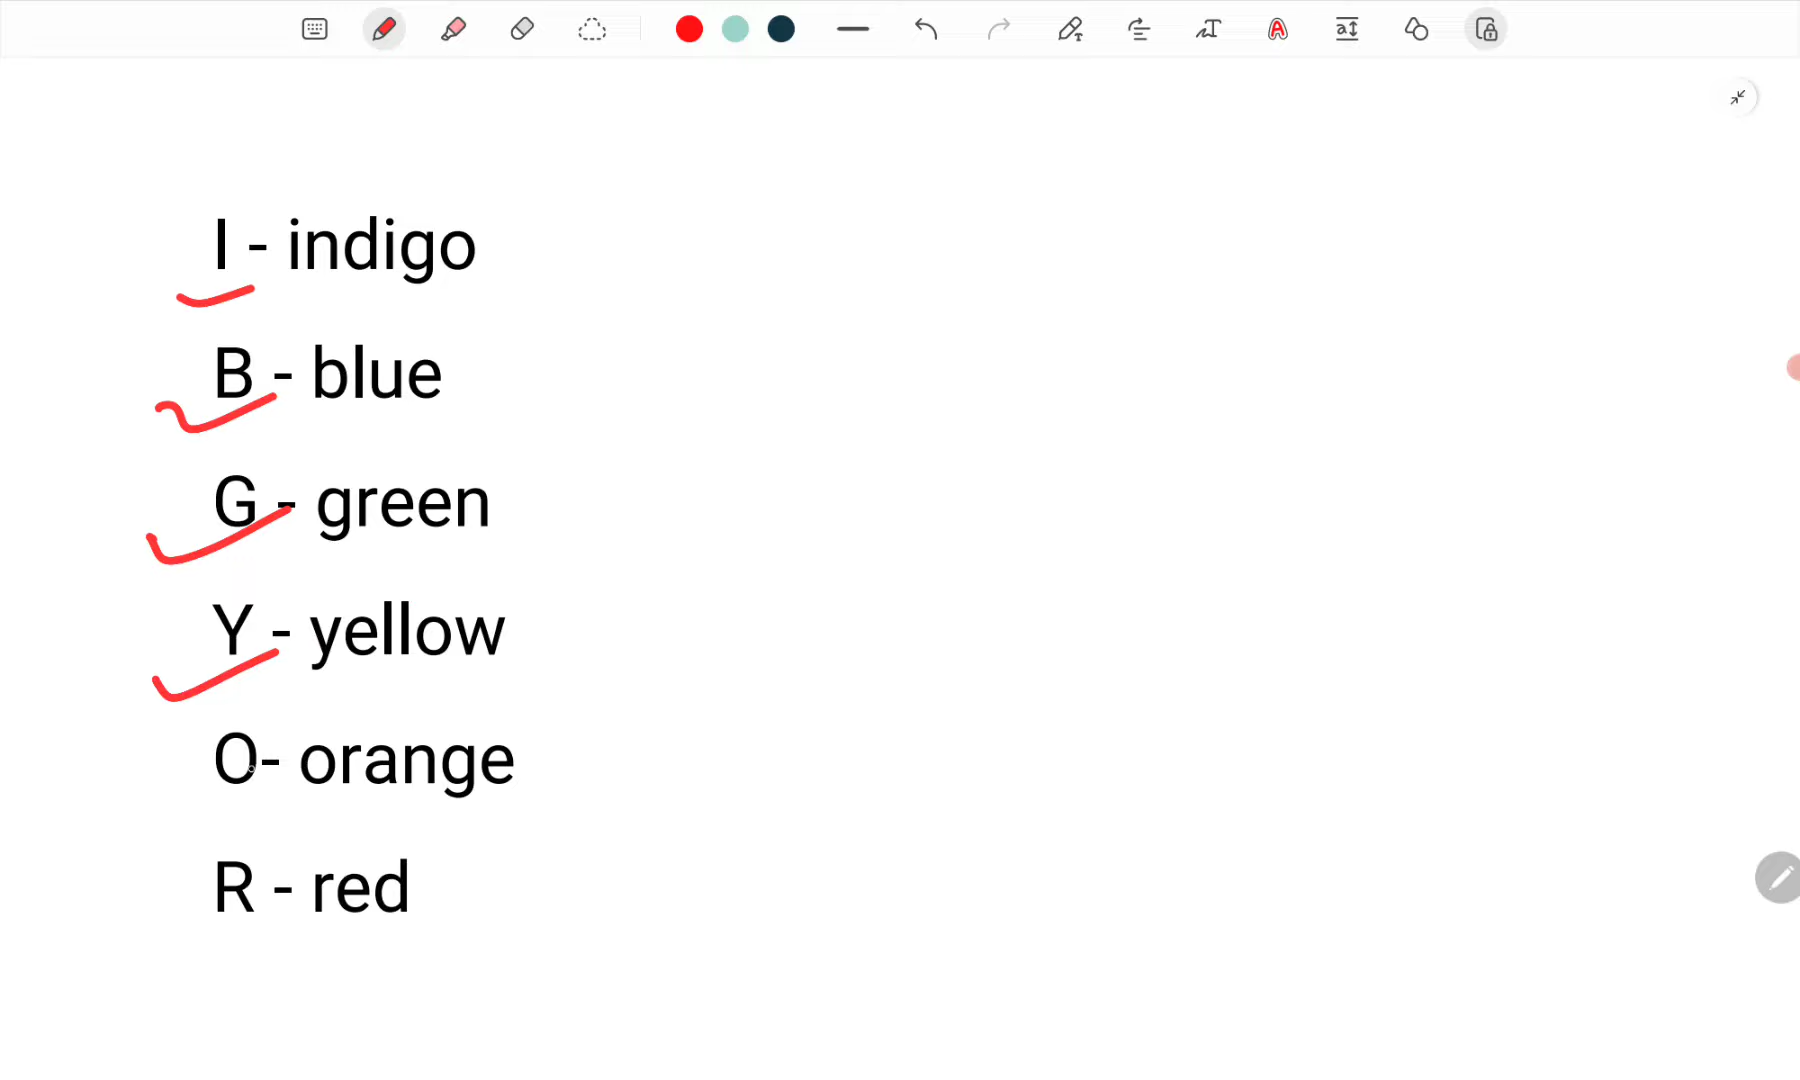 I - indigo
B - blue
G - green
Y - yellow
O- orange
R - red